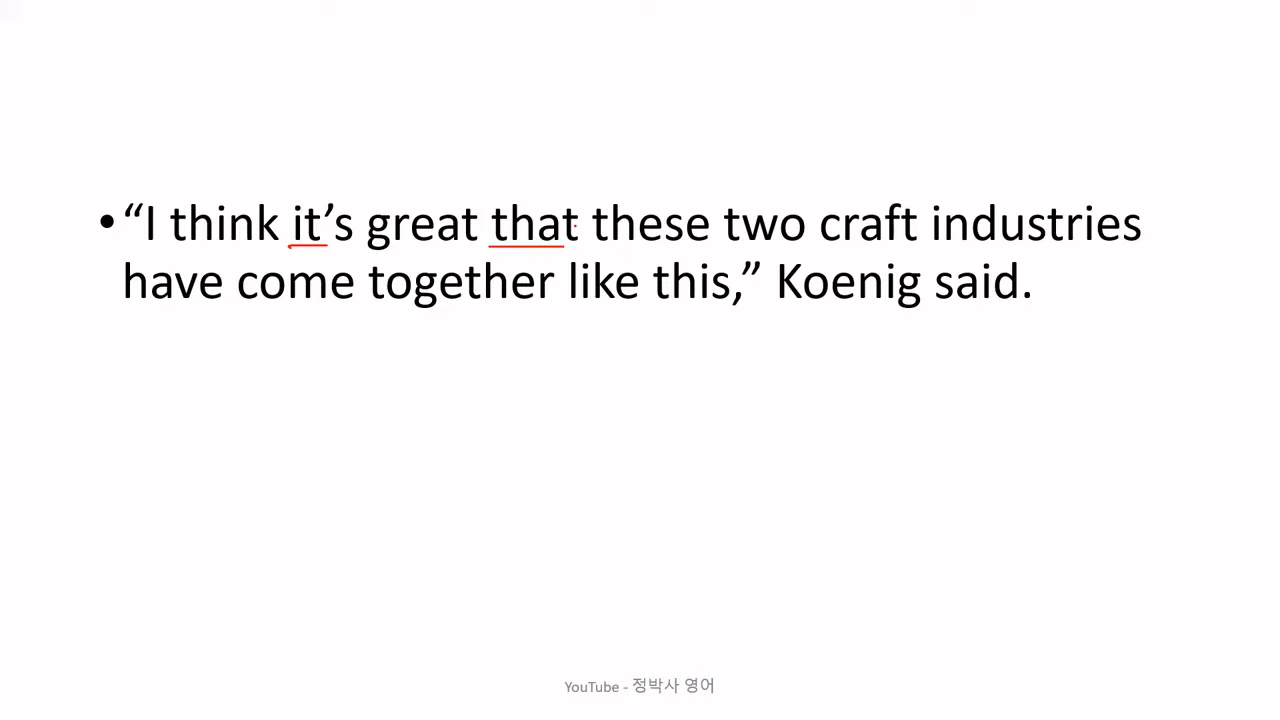 •“I think it’s great that these two craft industries
have come together like this,” Koenig said.
YouTube - 정박사 영어